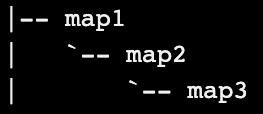 |-- map1
|   `-- map2
|       `-- map3